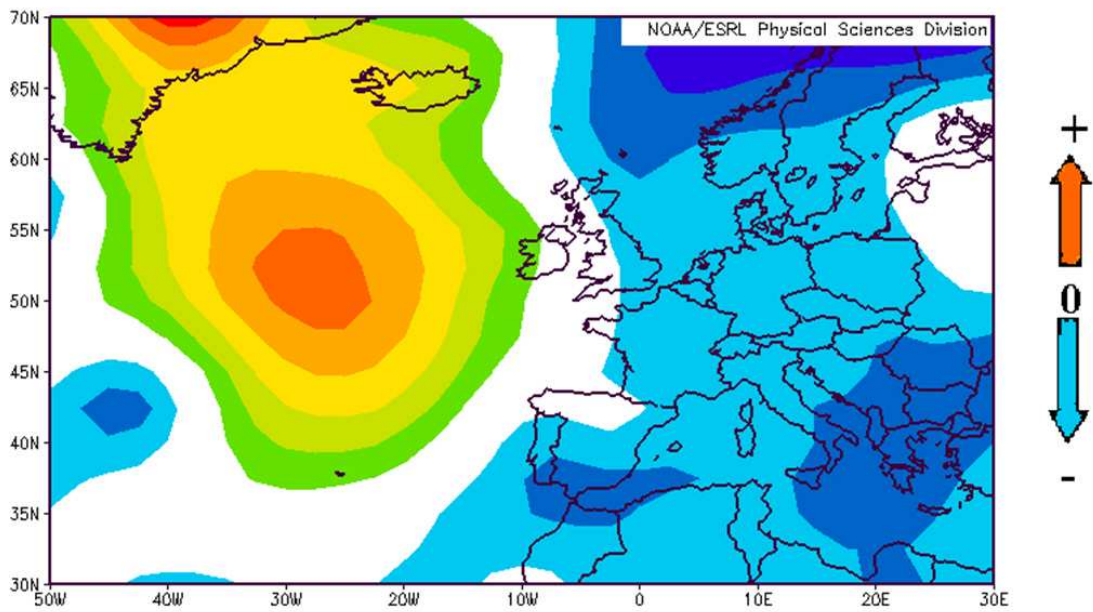 70N
NOAA/ESRL Physical Sciences Division
65N
60N
55N
50N
45N
40N
35N
30N
50W 40W 30W 20W 10W 0 10E 20E 30E
+
0
-